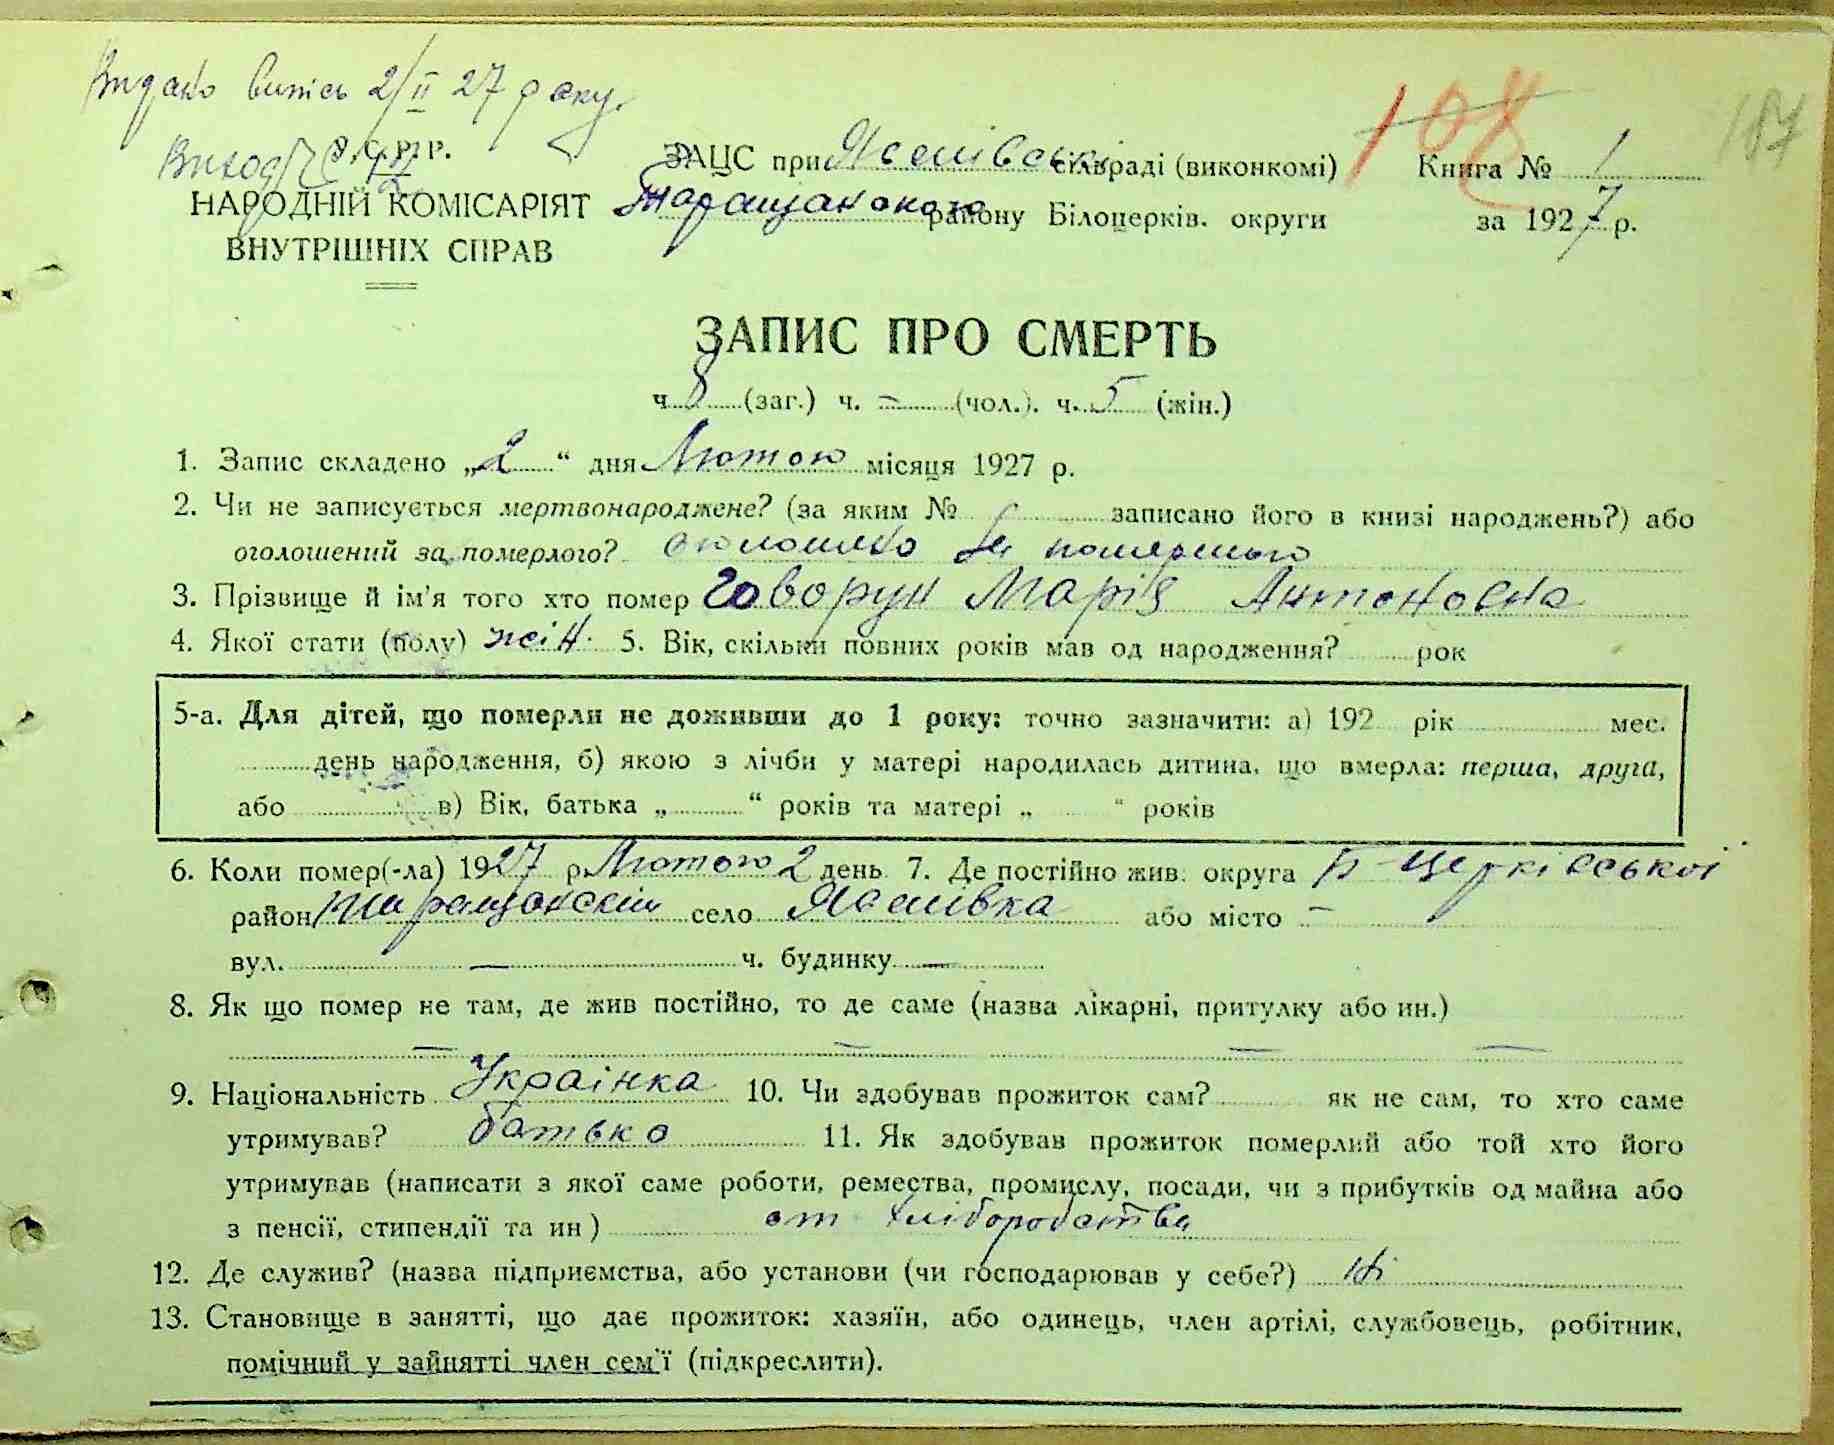 Видано випісь 2/II 27 року.
У.С.Р.Р. ЗАЦС при Ясенівські сільраді (виконкомі) 108 Книга № 1 187
НАРОДНІЙ КОМІСАРІЯТ Таращанского району Білоцерків. округи за 1927 р.
ВНУТРІШНІХ СПРАВ
ЗАПИС ПРО СМЕРТЬ
ч. 8 (заг.) ч. – (чол.). ч. 5 (жін.)
1. Запис складено „2“ дня Лютого місяця 1927 р.
2. Чи не записується мертвонароджене? (за яким № записано його в книзі народжень?) або
оголошений за померлого? за померлого
3. Прізвище й ім'я того хто помер Говорун Марія Антоновна
4. Якої стати (полу) жін. 5. Вік, скільки повних років мав од народження? рок
5-а. Для дітей, що померли не доживши до 1 року: точно зазначити: а) 192 рік мес.
день народження, б) якою з лічби у матері народилась дитина, що вмерла: перша, друга,
або в) Вік, батька „ “ років та матері „ “ років
6. Коли помер(-ла) 1927 р. Лютого 2 день 7. Де постійно жив: округа Б-Церківської
район Таращанскій село Ясенівка або місто –
вул. – ч. будинку –
8. Як що помер не там, де жив постійно, то де саме (назва лікарні, притулку або ин.)
– – – –
9. Національність Українка 10. Чи здобував прожиток сам? як не сам, то хто саме
утримував? батько 11. Як здобував прожиток померлий або той хто його
утримував (написати з якої саме роботи, ремества, промислу, посади, чи з прибутків од майна або
з пенсії, стипендії та ин) от хліборобства
12. Де служив? (назва підприємства, або установи (чи господарював у себе?) ні
13. Становище в занятті, що дає прожиток: хазяїн, або одинець, член артілі, службовець, робітник,
помічний у зайнятті член сем'ї (підкреслити).